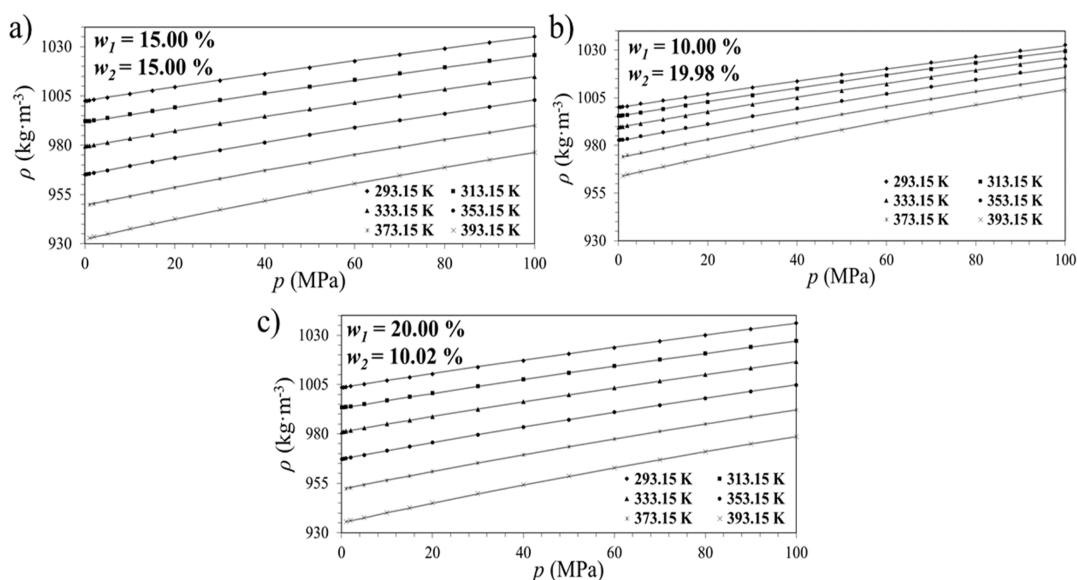 a)
w1 = 15.00 %
w2 = 15.00 %
ρ (kg·m-3)
1030
1005
980
955
930
293.15 K 313.15 K
333.15 K 353.15 K
373.15 K 393.15 K
0 20 40 60 80 100
p (MPa)
b)
w1 = 10.00 %
w2 = 19.98 %
ρ (kg·m-3)
1030
1005
980
955
930
293.15 K 313.15 K
333.15 K 353.15 K
373.15 K 393.15 K
0 20 40 60 80 100
p (MPa)
c)
w1 = 20.00 %
w2 = 10.02 %
ρ (kg·m-3)
1030
1005
980
955
930
293.15 K 313.15 K
333.15 K 353.15 K
373.15 K 393.15 K
0 20 40 60 80 100
p (MPa)